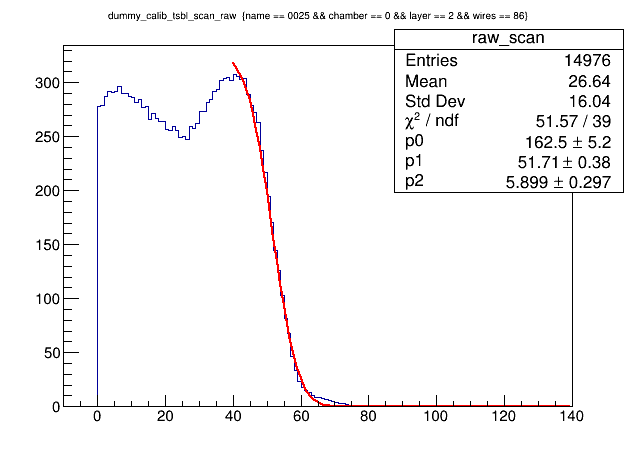 dummy_calib_tsbl_scan_raw {name == 0025 && chamber == 0 && layer == 2 && wires == 86}
raw_scan
Entries 14976
Mean 26.64
Std Dev 16.04
χ² / ndf 51.57 / 39
p0 162.5 ± 5.2
p1 51.71 ± 0.38
p2 5.899 ± 0.297
300
250
200
150
100
50
0
0 20 40 60 80 100 120 140